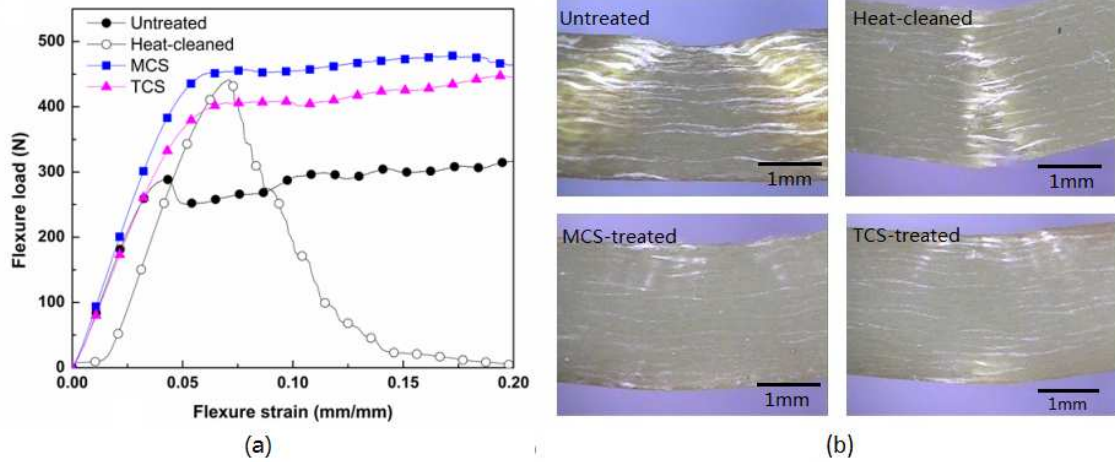 Untreated
Heat-cleaned
MCS
TCS
500
400
300
200
100
0
0.00
0.05
0.10
0.15
0.20
Flexure load (N)
Flexure strain (mm/mm)
(a)
Untreated
1mm
Heat-cleaned
1mm
MCS-treated
1mm
TCS-treated
1mm
(b)